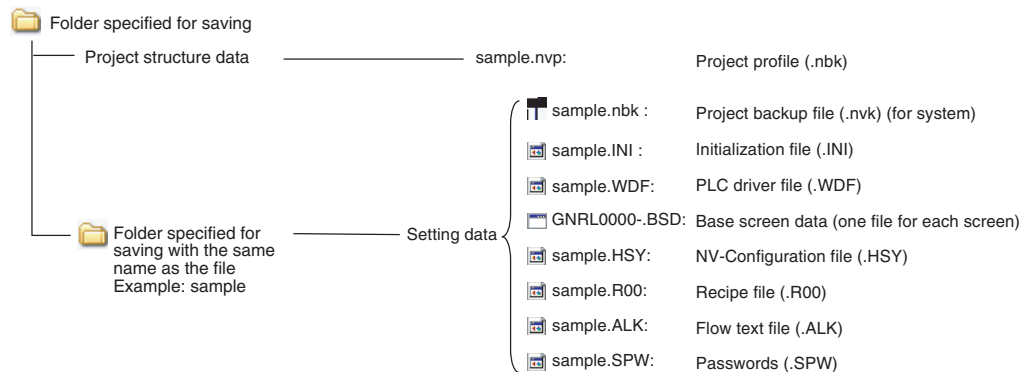 Folder specified for saving
Project structure data sample.nvp: Project profile (.nbk)
sample.nbk : Project backup file (.nvk) (for system)
sample.INI : Initialization file (.INI)
sample.WDF: PLC driver file (.WDF)
GNRL0000-.BSD: Base screen data (one file for each screen)
Folder specified for
saving with the same
name as the file
Example: sample
Setting data
sample.HSY: NV-Configuration file (.HSY)
sample.R00: Recipe file (.R00)
sample.ALK: Flow text file (.ALK)
sample.SPW: Passwords (.SPW)